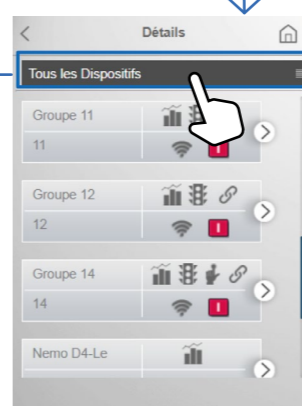 Détails
Tous les Dispositifs
Groupe 11
11
I
Groupe 12
12
I
Groupe 14
14
I
Nemo D4-Le